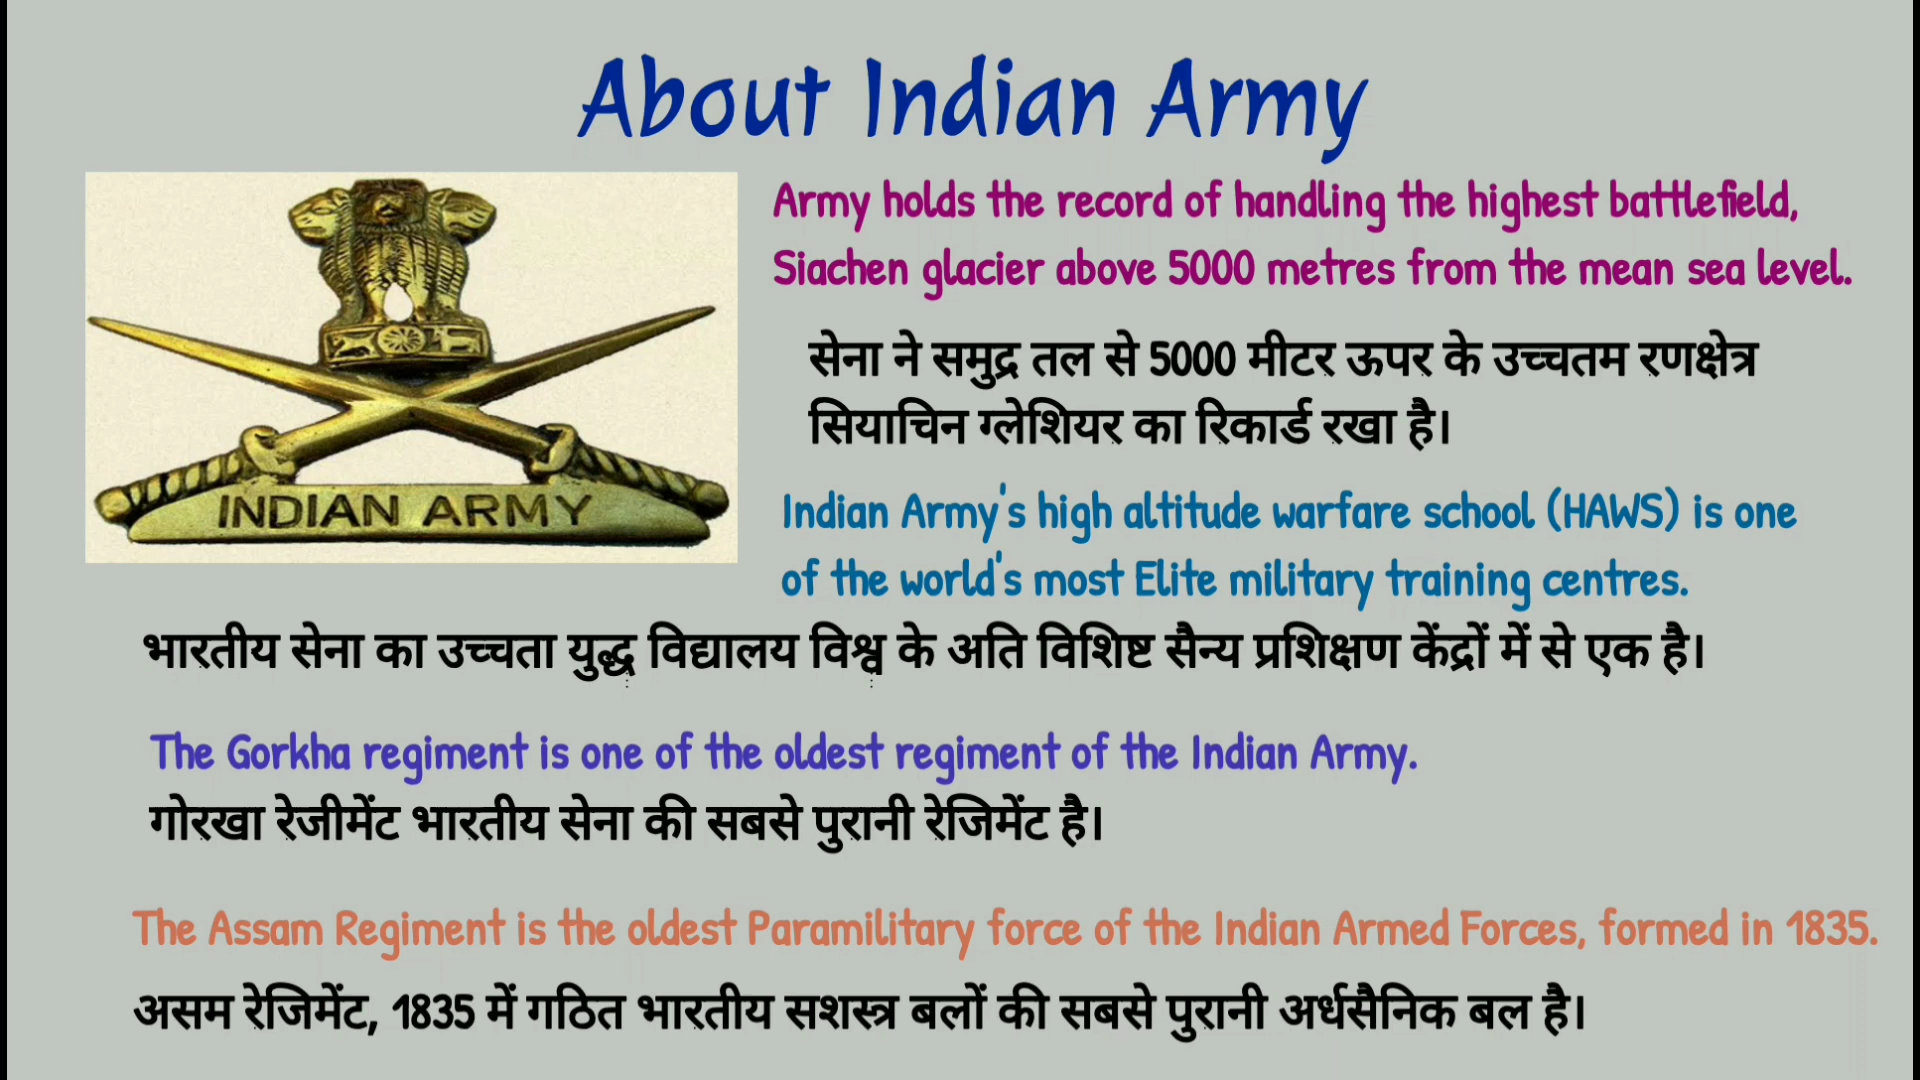 About Indian Army
INDIAN ARMY
Army holds the record of handling the highest battlefield,
Siachen glacier above 5000 metres from the mean sea level.
सेना ने समुद्र तल से 5000 मीटर ऊपर के उच्चतम रणक्षेत्र
सियाचिन ग्लेशियर का रिकार्ड रखा है।
Indian Army's high altitude warfare school (HAWS) is one
of the world's most Elite military training centres.
भारतीय सेना का उच्चता युद्ध विद्यालय विश्व के अति विशिष्ट सैन्य प्रशिक्षण केंद्रों में से एक है।
The Gorkha regiment is one of the oldest regiment of the Indian Army.
गोरखा रेजीमेंट भारतीय सेना की सबसे पुरानी रेजिमेंट है।
The Assam Regiment is the oldest Paramilitary force of the Indian Armed Forces, formed in 1835.
असम रेजिमेंट, 1835 में गठित भारतीय सशस्त्र बलों की सबसे पुरानी अर्धसैनिक बल है।